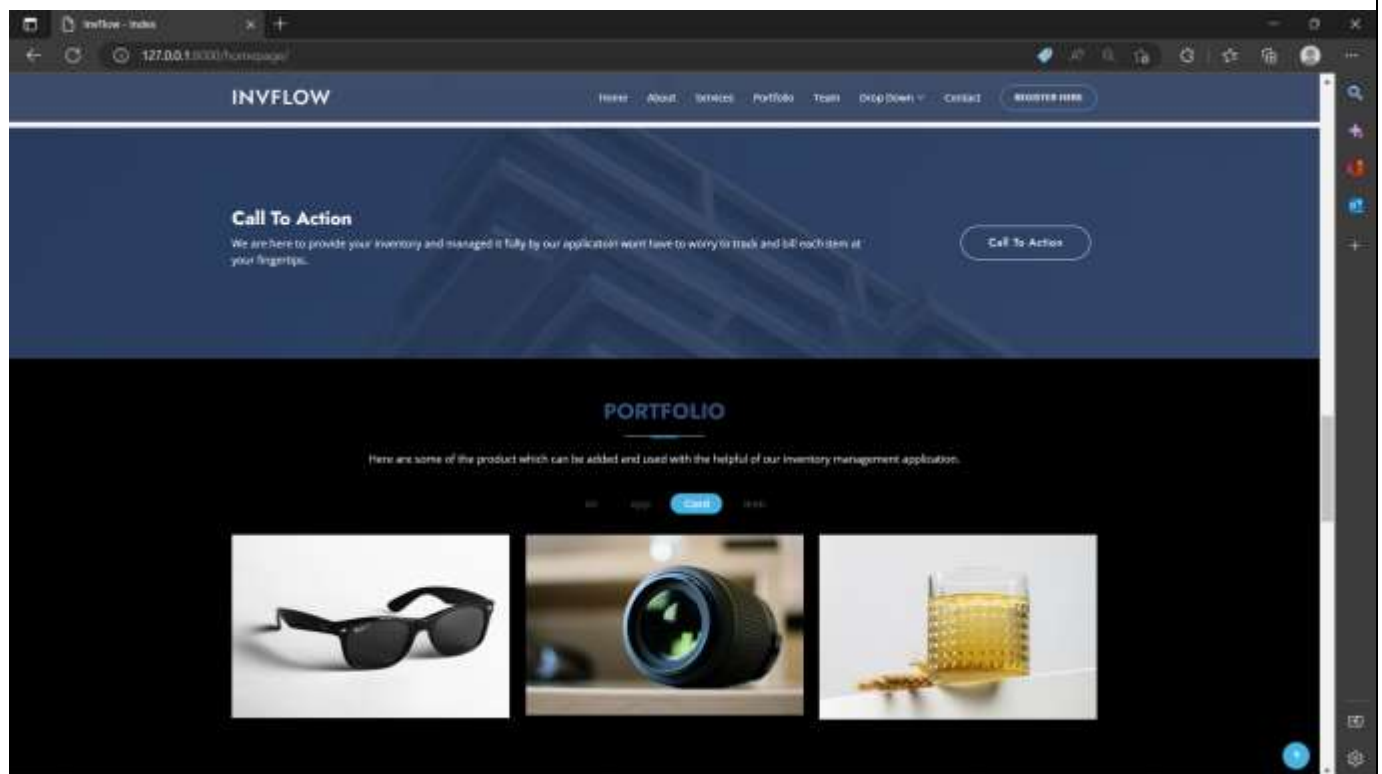 Invflow - Index
127.0.0.1:8000/homepage/
INVFLOW
Home About Services Portfolio Team Drop Down Contact REGISTER HERE
Call To Action
We are here to provide your inventory and managed it fully by our application wont have to worry to track and bill each item at
your fingertips.
Call To Action
PORTFOLIO
Here are some of the product which can be added and used with the helpful of our inventory management application.
All App Card Web